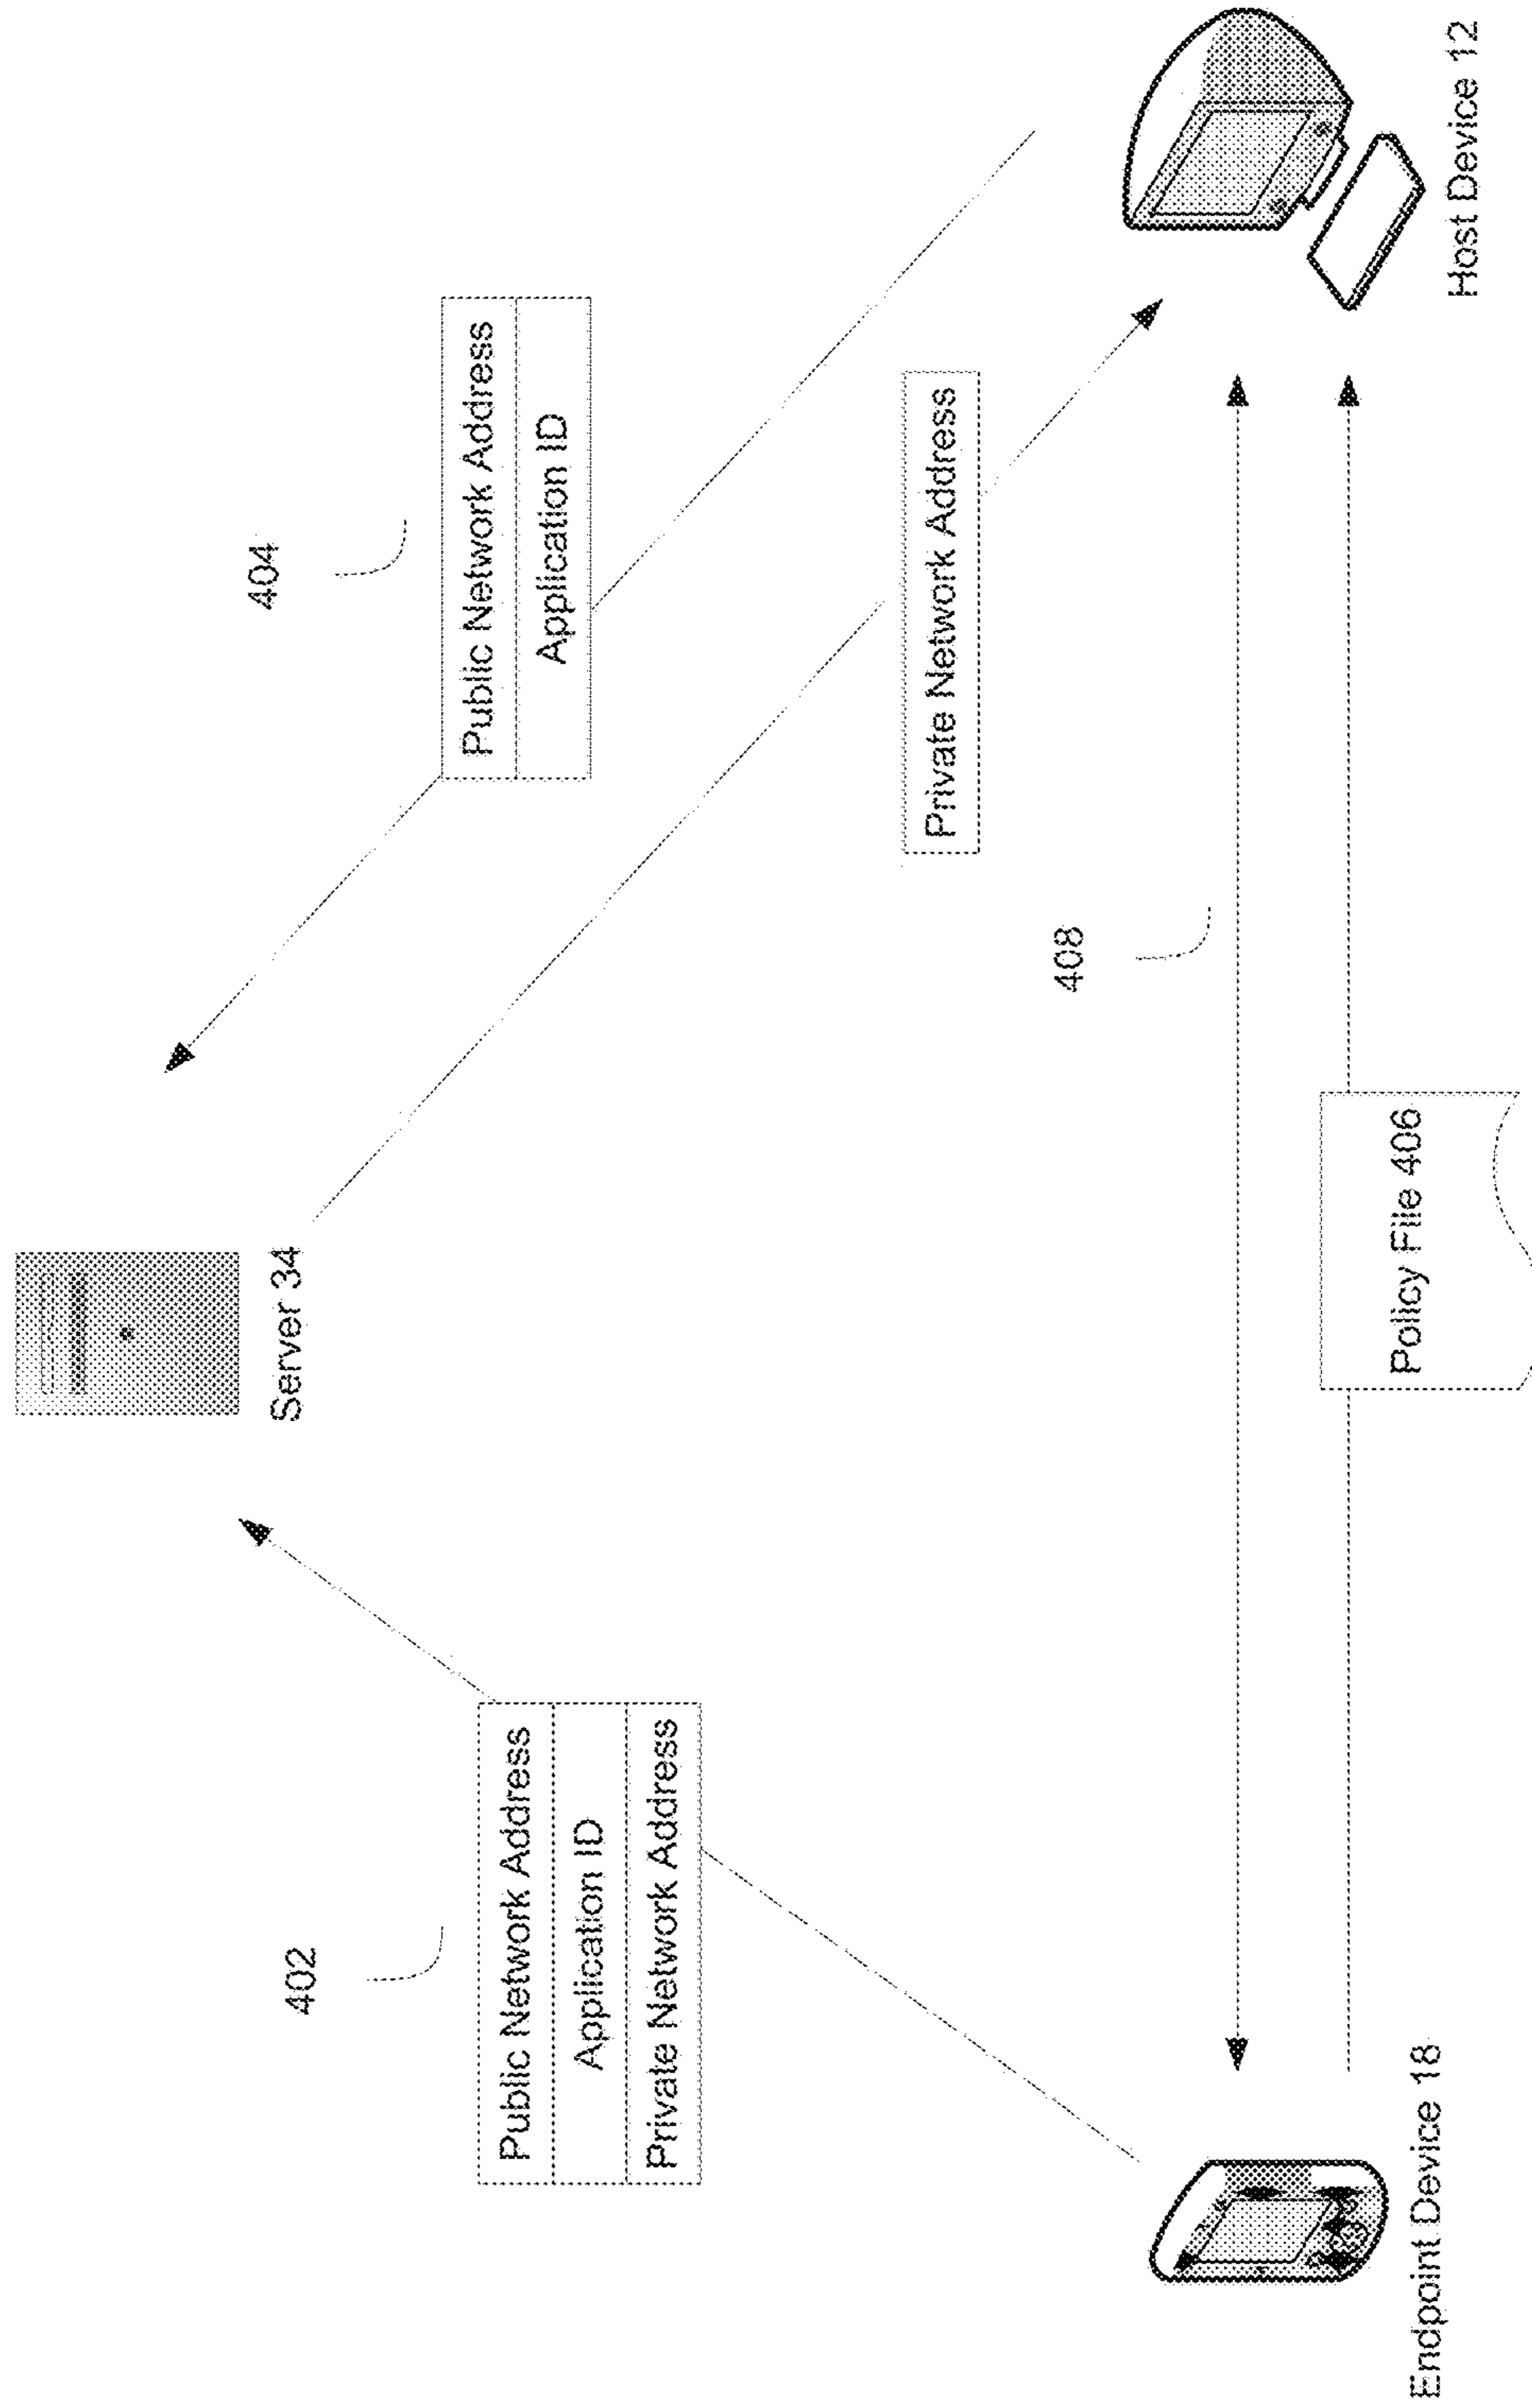 Server 34
404
Public Network Address
Application ID
402
Public Network Address
Application ID
Private Network Address
Private Network Address
408
Policy File 406
Endpoint Device 18
Host Device 12